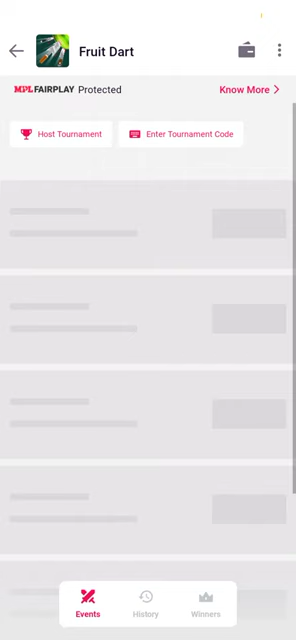 Fruit Dart
MPL FAIRPLAY Protected
Know More
Host Tournament
Enter Tournament Code
Events
History
Winners